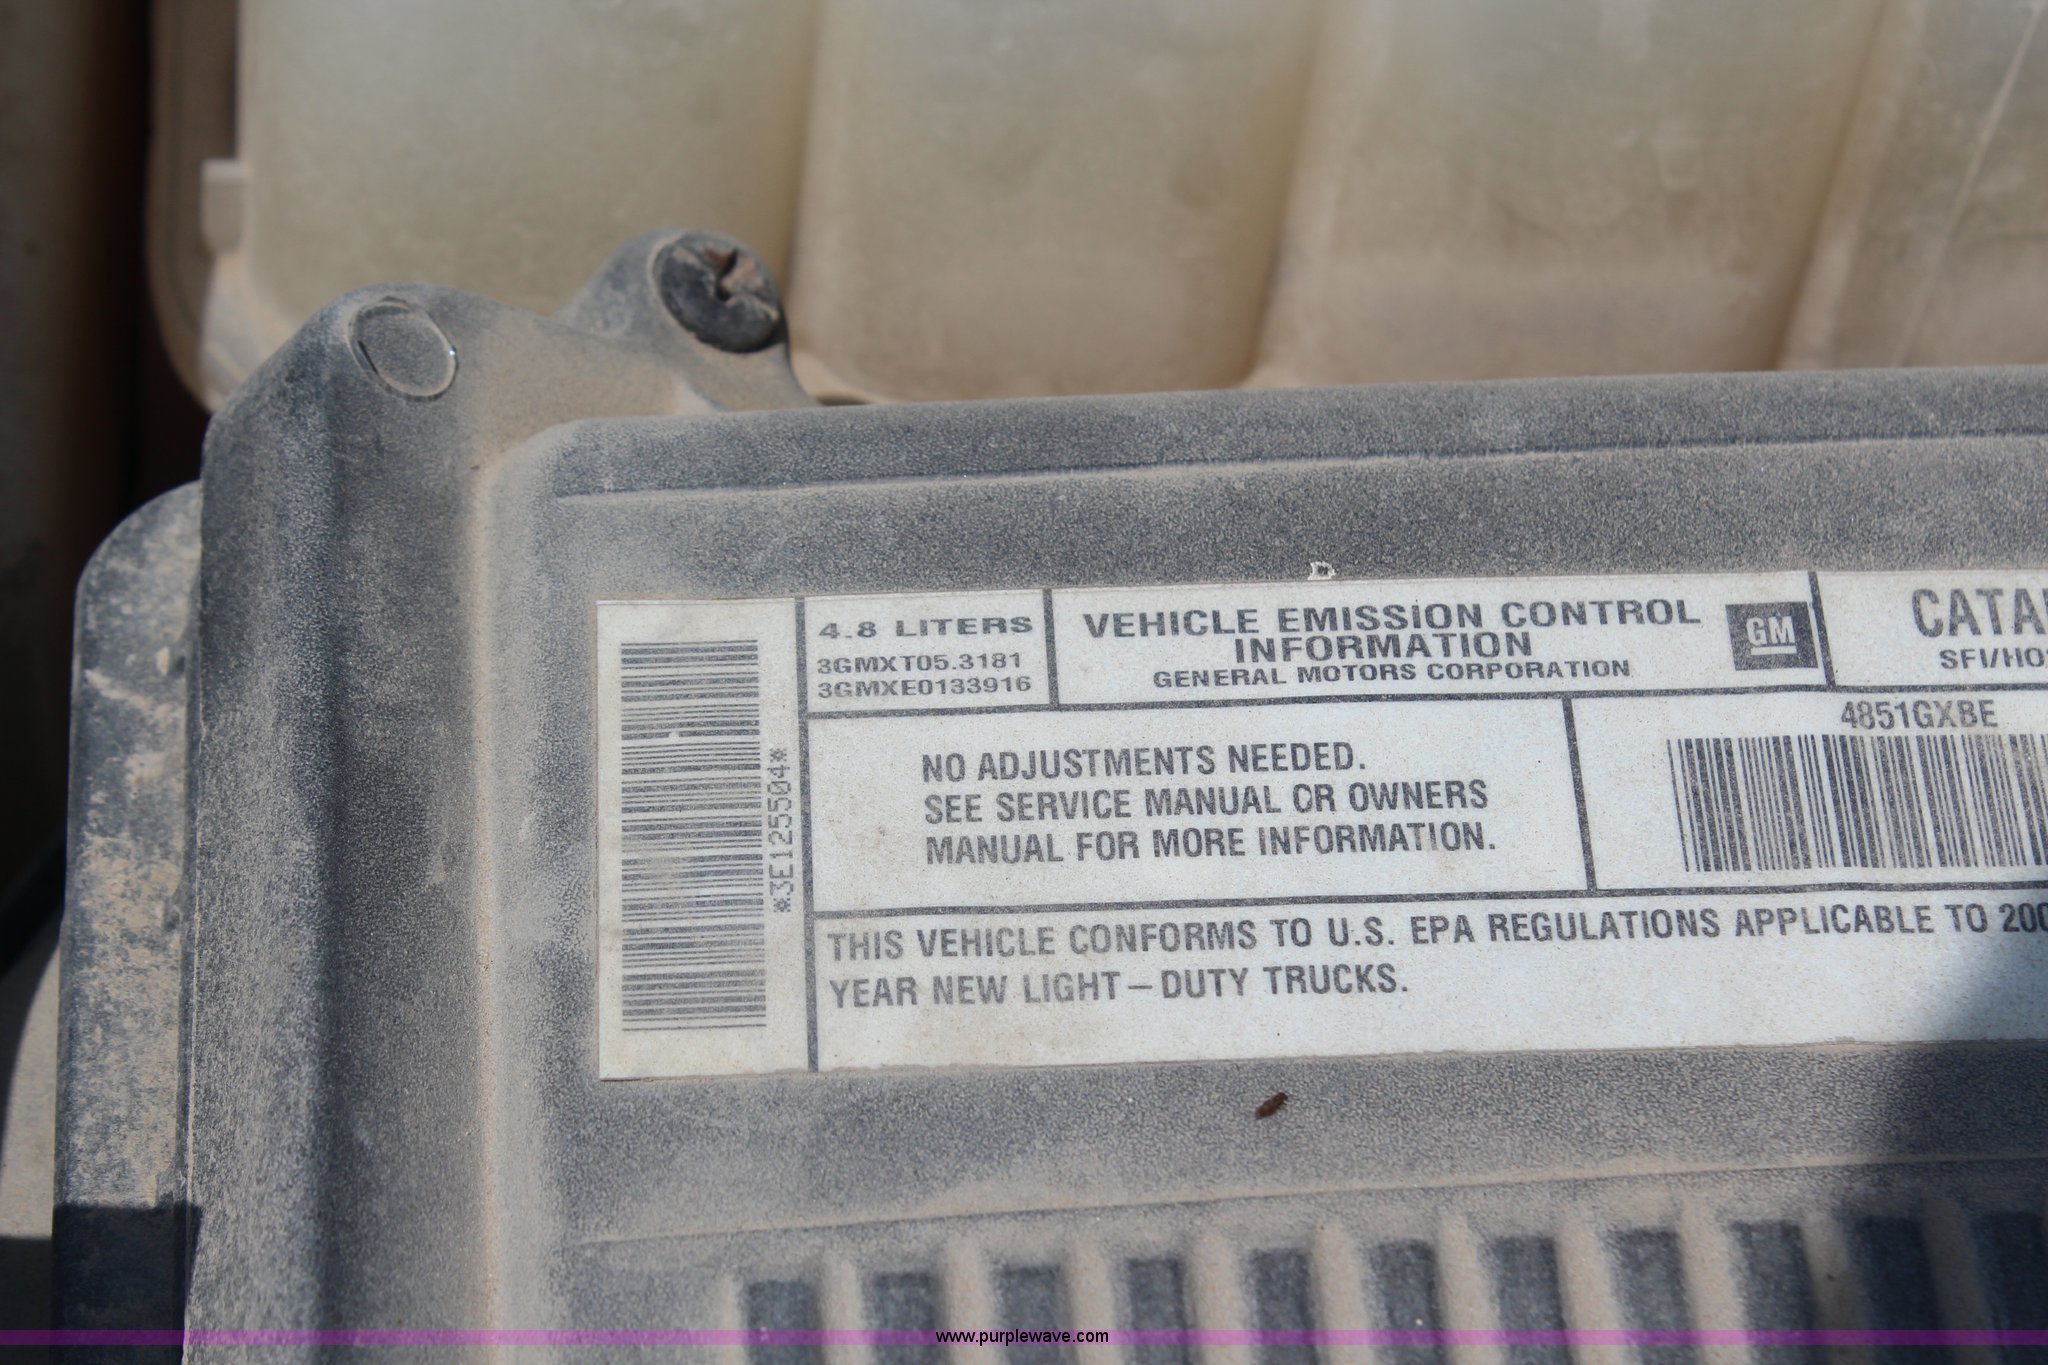 4.8 LITERS
3GMXT05.3181
3GMXE0133916
VEHICLE EMISSION CONTROL
INFORMATION
GENERAL MOTORS CORPORATION
GM
*3E125504*
NO ADJUSTMENTS NEEDED.
SEE SERVICE MANUAL OR OWNERS
MANUAL FOR MORE INFORMATION.
4851GXBE
THIS VEHICLE CONFORMS TO U.S. EPA REGULATIONS APPLICABLE TO 200
YEAR NEW LIGHT-DUTY TRUCKS.
www.purplewave.com